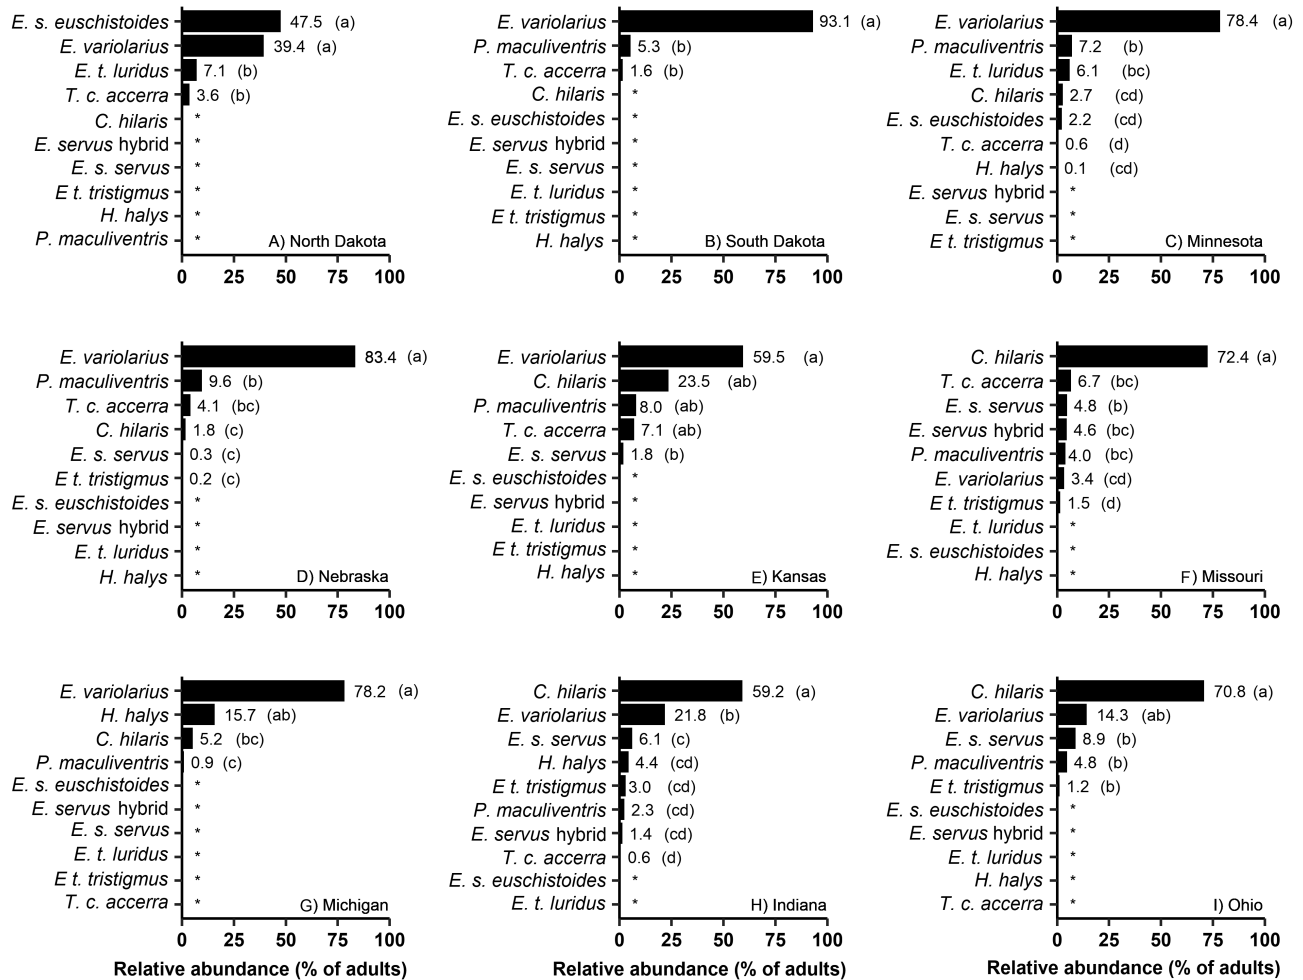 E. s. euschistoides 47.5 (a)
E. variolarius 39.4 (a)
E. t. luridus 7.1 (b)
T. c. accerra 3.6 (b)
C. hilaris *
E. servus hybrid *
E. s. servus *
E t. tristigmus *
H. halys *
P. maculiventris *
A) North Dakota
0 25 50 75 100
E. variolarius 93.1 (a)
P. maculiventris 5.3 (b)
T. c. accerra 1.6 (b)
C. hilaris *
E. s. euschistoides *
E. servus hybrid *
E. s. servus *
E. t. luridus *
E t. tristigmus *
H. halys *
B) South Dakota
0 25 50 75 100
E. variolarius 78.4 (a)
P. maculiventris 7.2 (b)
E. t. luridus 6.1 (bc)
C. hilaris 2.7 (cd)
E. s. euschistoides 2.2 (cd)
T. c. accerra 0.6 (d)
H. halys 0.1 (cd)
E. servus hybrid *
E. s. servus *
E t. tristigmus *
C) Minnesota
0 25 50 75 100
E. variolarius 83.4 (a)
P. maculiventris 9.6 (b)
T. c. accerra 4.1 (bc)
C. hilaris 1.8 (c)
E. s. servus 0.3 (c)
E t. tristigmus 0.2 (c)
E. s. euschistoides *
E. servus hybrid *
E. t. luridus *
H. halys *
D) Nebraska
0 25 50 75 100
E. variolarius 59.5 (a)
C. hilaris 23.5 (ab)
P. maculiventris 8.0 (ab)
T. c. accerra 7.1 (ab)
E. s. servus 1.8 (b)
E. s. euschistoides *
E. servus hybrid *
E. t. luridus *
E t. tristigmus *
H. halys *
E) Kansas
0 25 50 75 100
C. hilaris 72.4 (a)
T. c. accerra 6.7 (bc)
E. s. servus 4.8 (b)
E. servus hybrid 4.6 (bc)
P. maculiventris 4.0 (bc)
E. variolarius 3.4 (cd)
E t. tristigmus 1.5 (d)
E. t. luridus *
E. s. euschistoides *
H. halys *
F) Missouri
0 25 50 75 100
E. variolarius 78.2 (a)
H. halys 15.7 (ab)
C. hilaris 5.2 (bc)
P. maculiventris 0.9 (c)
E. s. euschistoides *
E. servus hybrid *
E. s. servus *
E. t. luridus *
E t. tristigmus *
T. c. accerra *
G) Michigan
0 25 50 75 100
Relative abundance (% of adults)
C. hilaris 59.2 (a)
E. variolarius 21.8 (b)
E. s. servus 6.1 (c)
H. halys 4.4 (cd)
E t. tristigmus 3.0 (cd)
P. maculiventris 2.3 (cd)
E. servus hybrid 1.4 (cd)
T. c. accerra 0.6 (d)
E. s. euschistoides *
E. t. luridus *
H) Indiana
0 25 50 75 100
Relative abundance (% of adults)
C. hilaris 70.8 (a)
E. variolarius 14.3 (ab)
E. s. servus 8.9 (b)
P. maculiventris 4.8 (b)
E t. tristigmus 1.2 (b)
E. s. euschistoides *
E. servus hybrid *
E. t. luridus *
H. halys *
T. c. accerra *
I) Ohio
0 25 50 75 100
Relative abundance (% of adults)